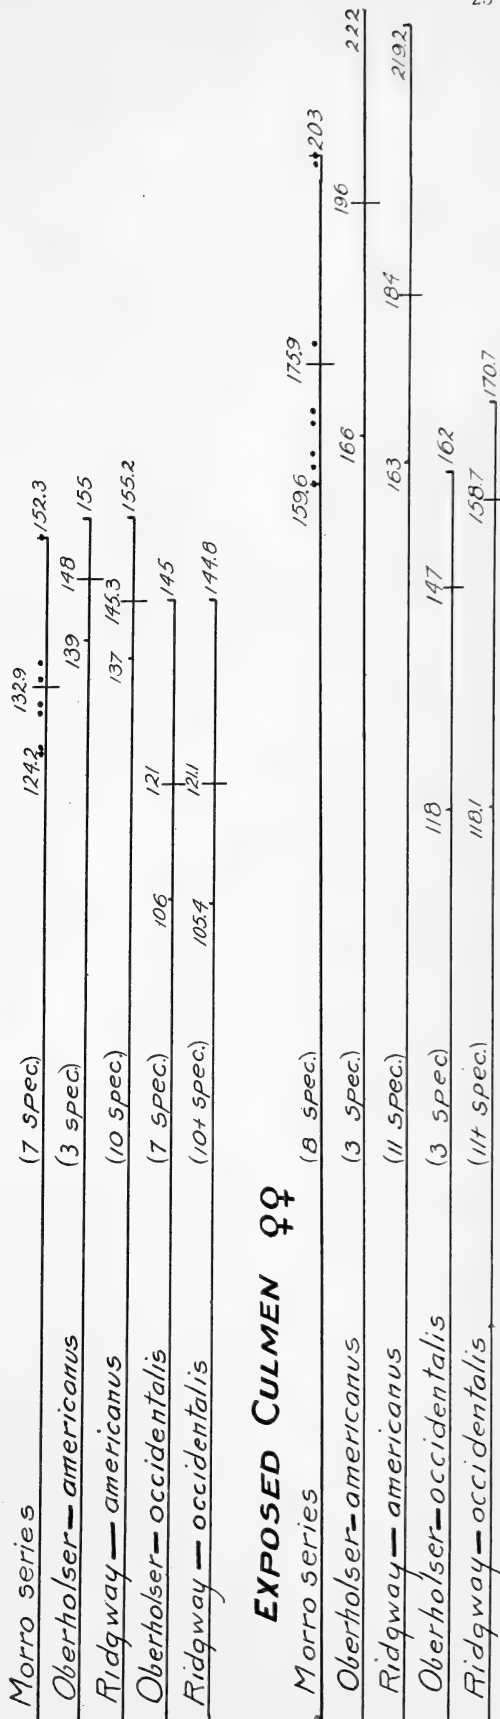 Morro series (7 spec.) 124.2 132.9 152.3
Oberholser—americanus (3 spec.) 139 148 155
Ridgway—americanus (10 spec.) 137 145.3 155.2
Oberholser—occidentalis (7 spec.) 106 121 145
Ridgway—occidentalis (10+ spec.) 105.4 121.1 144.8
EXPOSED CULMEN ♀♀
Morro series (8 spec.) 159.6 175.9 203
Oberholser—americanus (3 spec.) 166 196 222
Ridgway—americanus (11 spec.) 163 184 219.2
Oberholser—occidentalis (3 spec.) 118 147 162
Ridgway—occidentalis (11+ spec.) 118.1 158.7 170.7